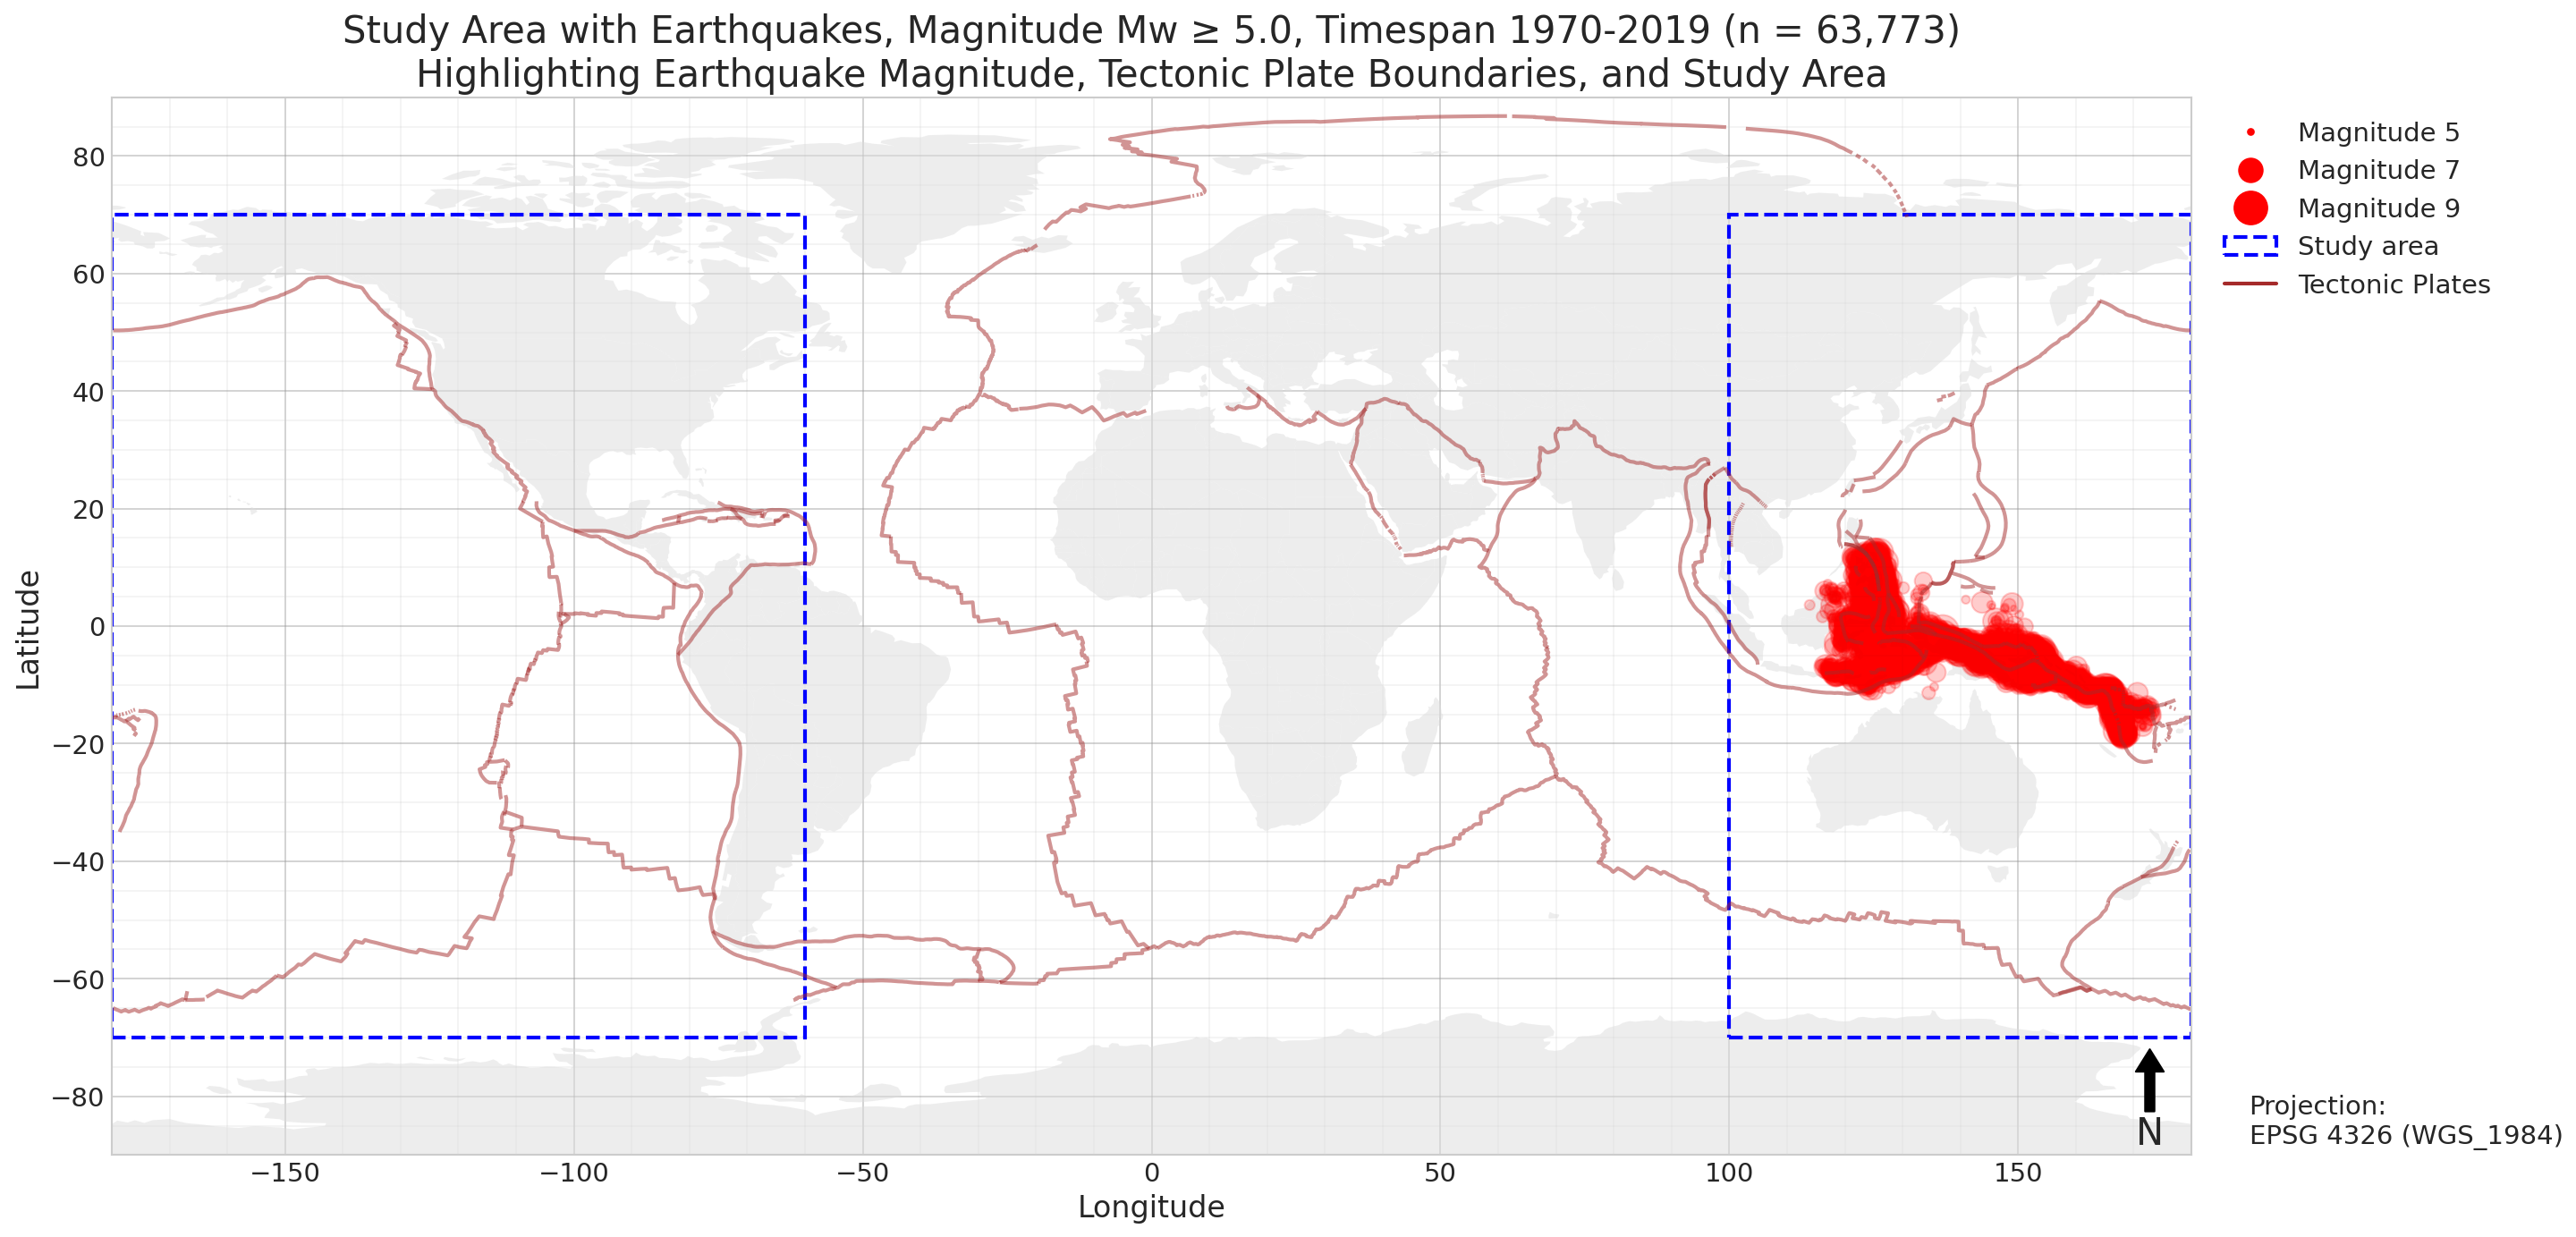 Study Area with Earthquakes, Magnitude Mw ≥ 5.0, Timespan 1970-2019 (n = 63,773)
Highlighting Earthquake Magnitude, Tectonic Plate Boundaries, and Study Area
Magnitude 5
Magnitude 7
Magnitude 9
Study area
Tectonic Plates
Latitude
80
60
40
20
0
−20
−40
−60
−80
N
Projection:
EPSG 4326 (WGS_1984)
−150 −100 −50 0 50 100 150
Longitude